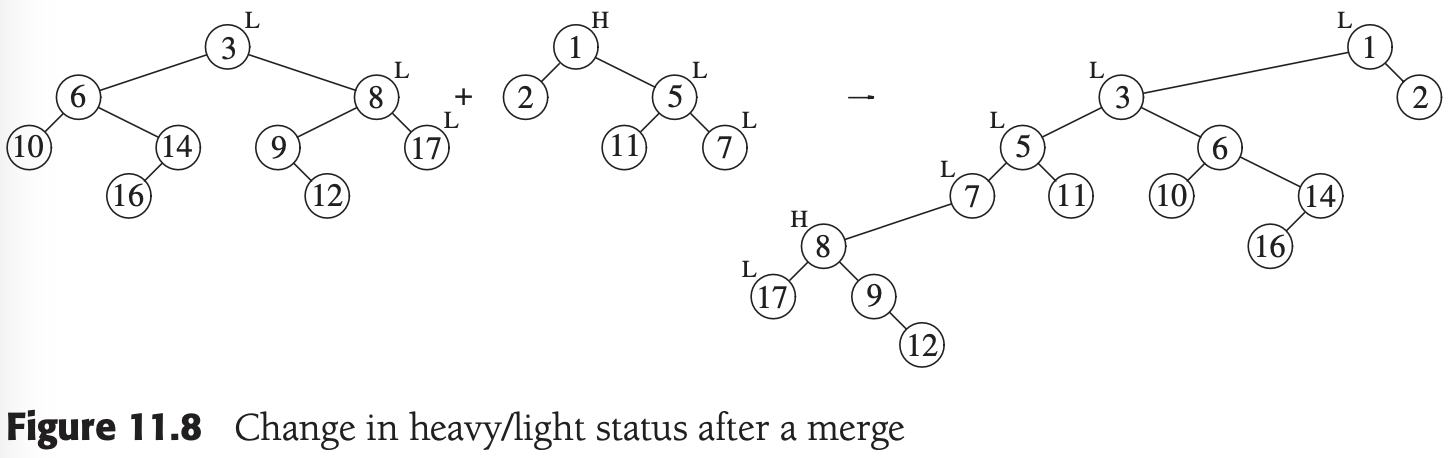 L H L
3 1 1
L L L
6 8 + 2 5 → 3 2
L L L
10 14 9 17 11 7 5 6
L
16 12 7 11 10 14
H
8 16
L
17 9
12
Figure 11.8 Change in heavy/light status after a merge